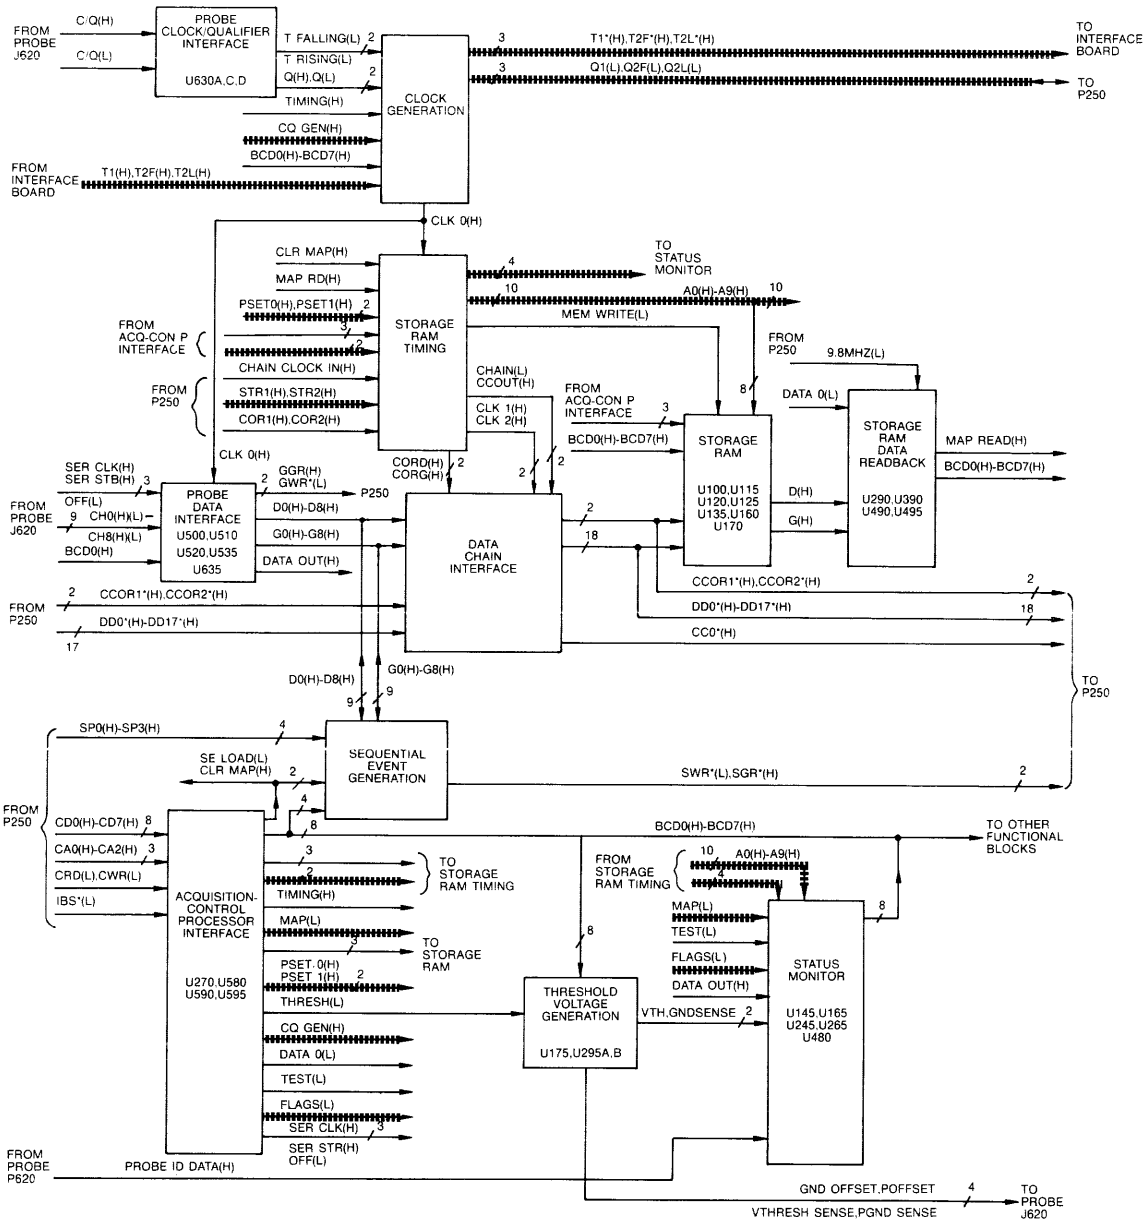 FROM
PROBE
J620
C/Q(H)
C/Q(L)
PROBE
CLOCK/QUALIFIER
INTERFACE
U630A,C,D
T FALLING(L)
2
T RISING(L)
Q(H),Q(L)
2
TIMING(H)
CQ GEN(H)
BCD0(H)-BCD7(H)
FROM
INTERFACE
BOARD
T1(H),T2F(H),T2L(H)
CLOCK
GENERATION
3
T1*(H),T2F*(H),T2L*(H)
TO
INTERFACE
BOARD
3
Q1(L),Q2F(L),Q2L(L)
TO
P250
CLK 0(H)
CLR MAP(H)
MAP RD(H)
PSET0(H),PSET1(H)
2
FROM
ACQ-CON P
INTERFACE
3
2
CHAIN CLOCK IN(H)
FROM
P250
STR1(H),STR2(H)
COR1(H),COR2(H)
STORAGE
RAM
TIMING
4
TO
STATUS
MONITOR
10
A0(H)-A9(H)
10
MEM WRITE(L)
CHAIN(L)
CCOUT(H)
CLK 1(H)
CLK 2(H)
2
2
CORD(H)
CORG(H)
2
8
FROM
ACQ-CON P
INTERFACE
3
BCD0(H)-BCD7(H)
STORAGE
RAM
U100,U115
U120,U125
U135,U160
U170
FROM
P250
9.8MHZ(L)
DATA 0(L)
STORAGE
RAM
DATA
READBACK
U290,U390
U490,U495
MAP READ(H)
BCD0(H)-BCD7(H)
D(H)
G(H)
CLK 0(H)
SER CLK(H)
SER STB(H)
3
OFF(L)
FROM
PROBE
J620
9
CH0(H)(L)-
CH8(H)(L)
BCD0(H)
PROBE
DATA
INTERFACE
U500,U510
U520,U535
U635
2
GGR(H)
GWR*(L)
P250
D0(H)-D8(H)
G0(H)-G8(H)
DATA OUT(H)
DATA
CHAIN
INTERFACE
2
18
CCOR1*(H),CCOR2*(H)
2
DD0*(H)-DD17*(H)
18
CC0*(H)
FROM
P250
2
CCOR1*(H),CCOR2*(H)
DD0*(H)-DD17*(H)
17
D0(H)-D8(H)
G0(H)-G8(H)
9
9
TO
P250
SP0(H)-SP3(H)
4
SE LOAD(L)
CLR MAP(H)
2
4
SEQUENTIAL
EVENT
GENERATION
SWR*(L),SGR*(H)
2
FROM
P250
CD0(H)-CD7(H)
8
CA0(H)-CA2(H)
3
CRD(L),CWR(L)
IBS*(L)
ACQUISITION-
CONTROL
PROCESSOR
INTERFACE
U270,U580
U590,U595
8
BCD0(H)-BCD7(H)
TO OTHER
FUNCTIONAL
BLOCKS
3
2
TO
STORAGE
RAM TIMING
TIMING(H)
MAP(L)
3
TO
STORAGE
RAM
PSET 0(H)
PSET 1(H)
2
THRESH(L)
CQ GEN(H)
DATA 0(L)
TEST(L)
FLAGS(L)
SER CLK(H)
3
SER STR(H)
OFF(L)
FROM
STORAGE
RAM TIMING
10
A0(H)-A9(H)
4
8
8
MAP(L)
TEST(L)
FLAGS(L)
DATA OUT(H)
STATUS
MONITOR
U145,U165
U245,U265
U480
THRESHOLD
VOLTAGE
GENERATION
U175,U295A,B
VTH,GNDSENSE
2
FROM
PROBE
P620
PROBE ID DATA(H)
GND OFFSET,POFFSET
4
VTHRESH SENSE,PGND SENSE
TO
PROBE
J620